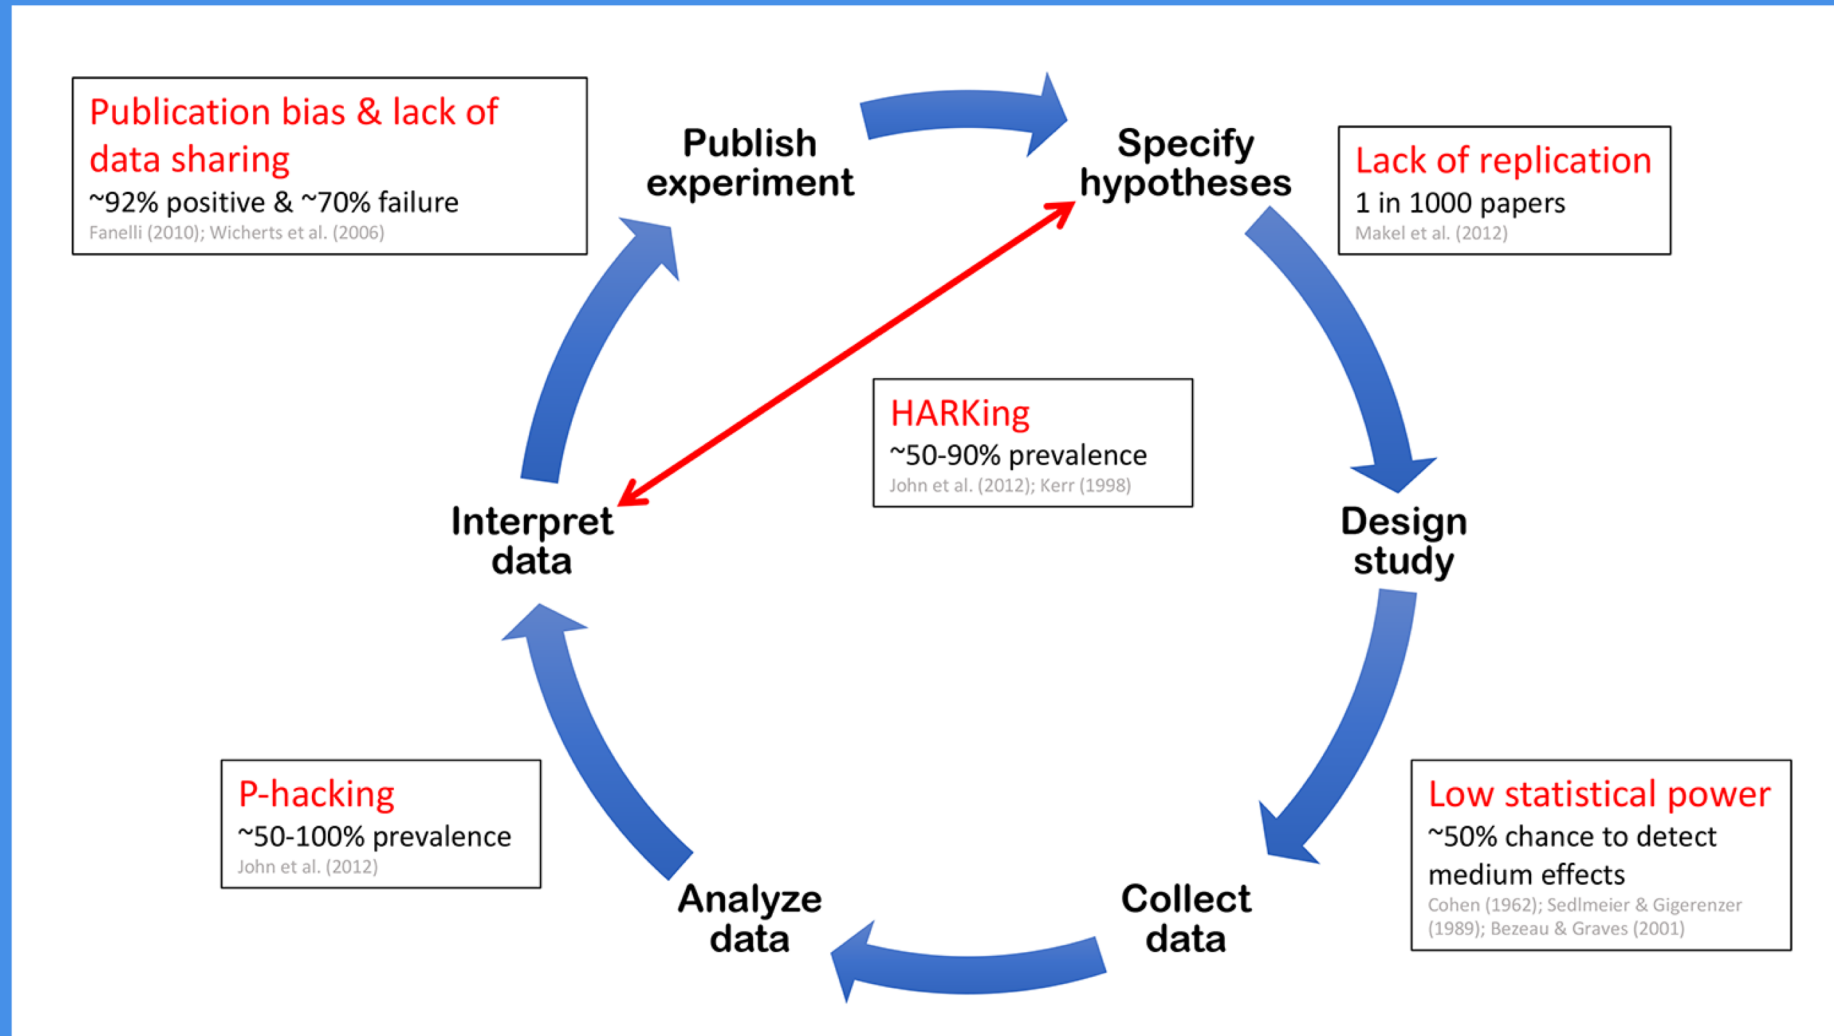 Publication bias & lack of
data sharing
~92% positive & ~70% failure
Fanelli (2010); Wicherts et al. (2006)
Publish
experiment
Specify
hypotheses
Lack of replication
1 in 1000 papers
Makel et al. (2012)
HARKing
~50-90% prevalence
John et al. (2012); Kerr (1998)
Interpret
data
Design
study
P-hacking
~50-100% prevalence
John et al. (2012)
Low statistical power
~50% chance to detect
medium effects
Cohen (1962); Sedlmeier & Gigerenzer
(1989); Bezeau & Graves (2001)
Analyze
data
Collect
data